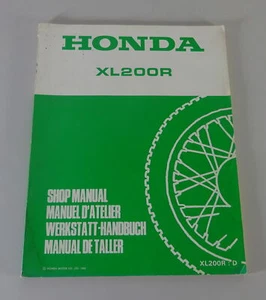 HONDA
XL200R
SHOP MANUAL
MANUEL D'ATELIER
WERKSTATT-HANDBUCH
MANUAL DE TALLER
XL200R D